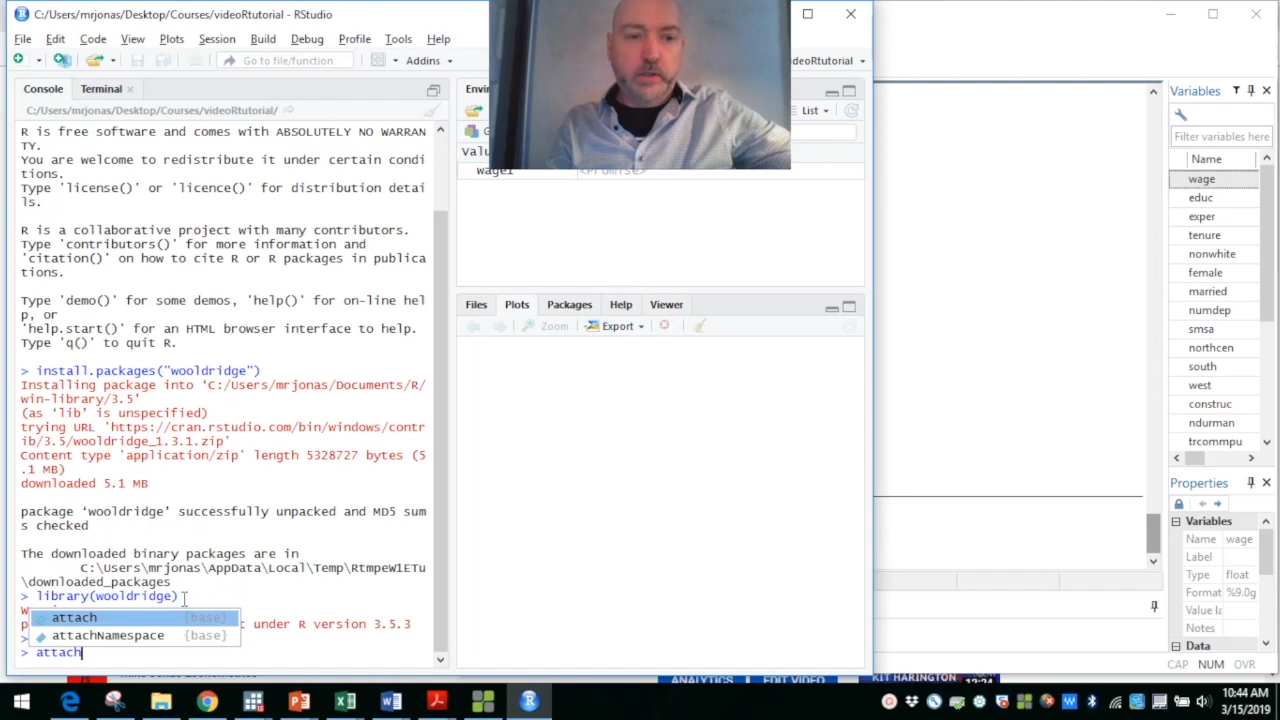 C:/Users/mrjonas/Desktop/Courses/videoRtutorial - RStudio
File Edit Code View Plots Session Build Debug Profile Tools Help
Go to file/function
Addins
Console Terminal
C:/Users/mrjonas/Desktop/Courses/videoRtutorial/
R is free software and comes with ABSOLUTELY NO WARRAN
TY.
You are welcome to redistribute it under certain condi
tions.
Type 'license()' or 'licence()' for distribution detai
ls.
R is a collaborative project with many contributors.
Type 'contributors()' for more information and
'citation()' on how to cite R or R packages in publica
tions.
Type 'demo()' for some demos, 'help()' for on-line hel
p, or
'help.start()' for an HTML browser interface to help.
Type 'q()' to quit R.
> install.packages("wooldridge")
Installing package into 'C:/Users/mrjonas/Documents/R/
win-library/3.5'
(as 'lib' is unspecified)
trying URL 'https://cran.rstudio.com/bin/windows/contr
ib/3.5/wooldridge_1.3.1.zip'
Content type 'application/zip' length 5328727 bytes (5
.1 MB)
downloaded 5.1 MB
package 'wooldridge' successfully unpacked and MD5 sum
s checked
The downloaded binary packages are in
C:\Users\mrjonas\AppData\Local\Temp\RtmpeW1ETu
\downloaded_packages
> library(wooldridge)
attach {base}
t under R version 3.5.3
attachNamespace {base}
>
> attach
List
<Promise>
Files Plots Packages Help Viewer
Zoom Export
Variables
Filter variables here
Name
wage
educ
exper
tenure
nonwhite
female
married
numdep
smsa
northcen
south
west
construc
ndurman
trcommpu
Properties
Variables
Name wage
Label
Type float
Format %9.0g
Value la
Notes
Data
CAP NUM OVR
ANALYTICS EDIT VIDEO
KIT HARINGTON
10:44 AM
3/15/2019